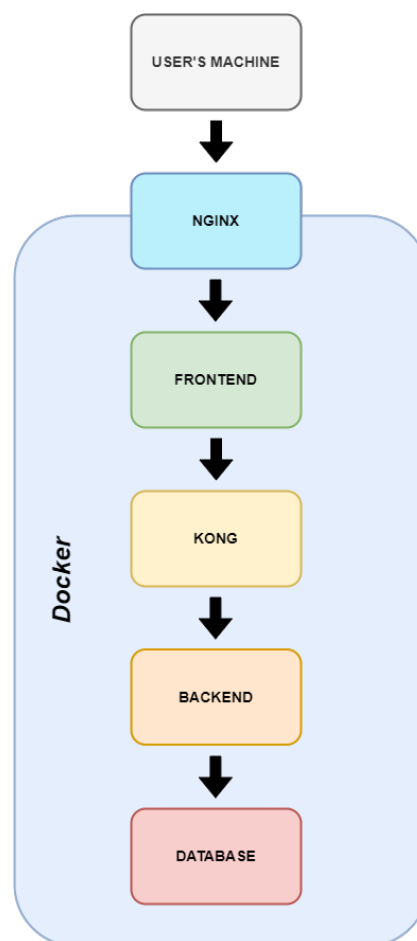 USER'S MACHINE
NGINX
FRONTEND
KONG
Docker
BACKEND
DATABASE